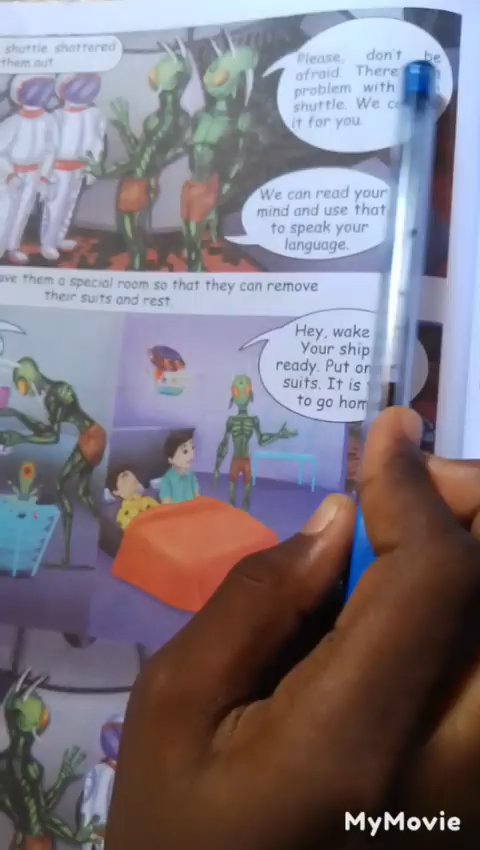 shuttle shattered
them out
Please, don't be
afraid. There
problem with
shuttle. We
it for you.
We can read your
mind and use that
to speak your
language.
ave them a special room so that they can remove
their suits and rest.
Hey, wake
Your ship
ready. Put on
suits. It is
to go hom
MyMovie